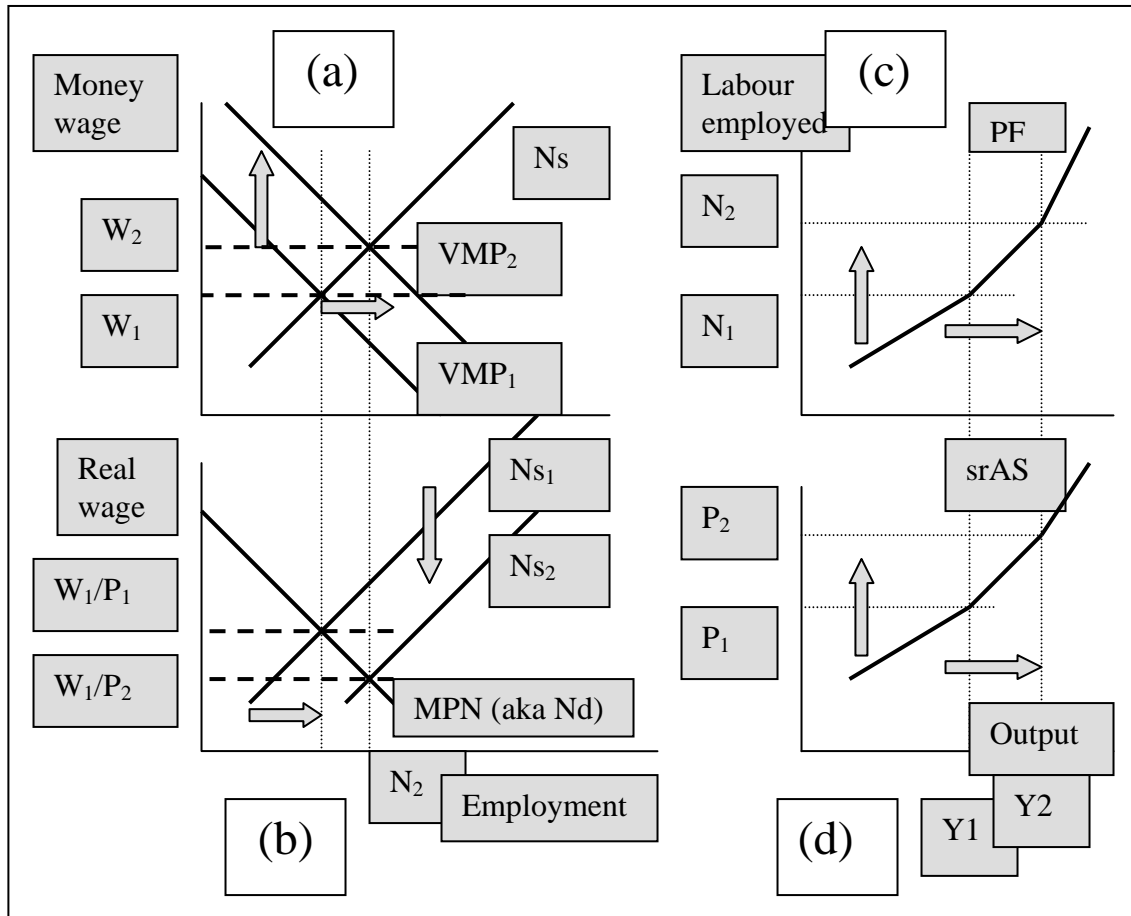 (a)
Money
wage
Ns
W₂
VMP₂
W₁
VMP₁
(c)
Labour
employed
PF
N₂
N₁
Real
wage
Ns₁
Ns₂
W₁/P₁
W₁/P₂
MPN (aka Nd)
N₂
Employment
(b)
srAS
P₂
P₁
Output
Y2
Y1
(d)